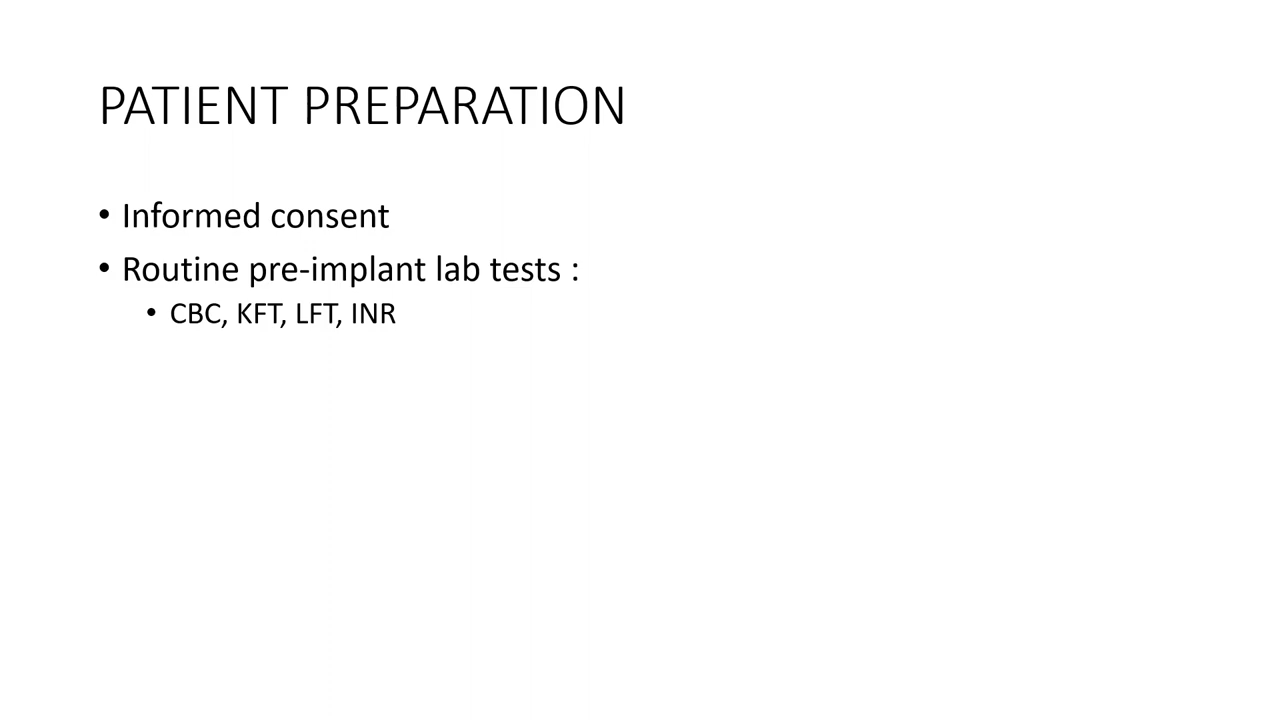 PATIENT PREPARATION
• Informed consent
• Routine pre-implant lab tests :
• CBC, KFT, LFT, INR